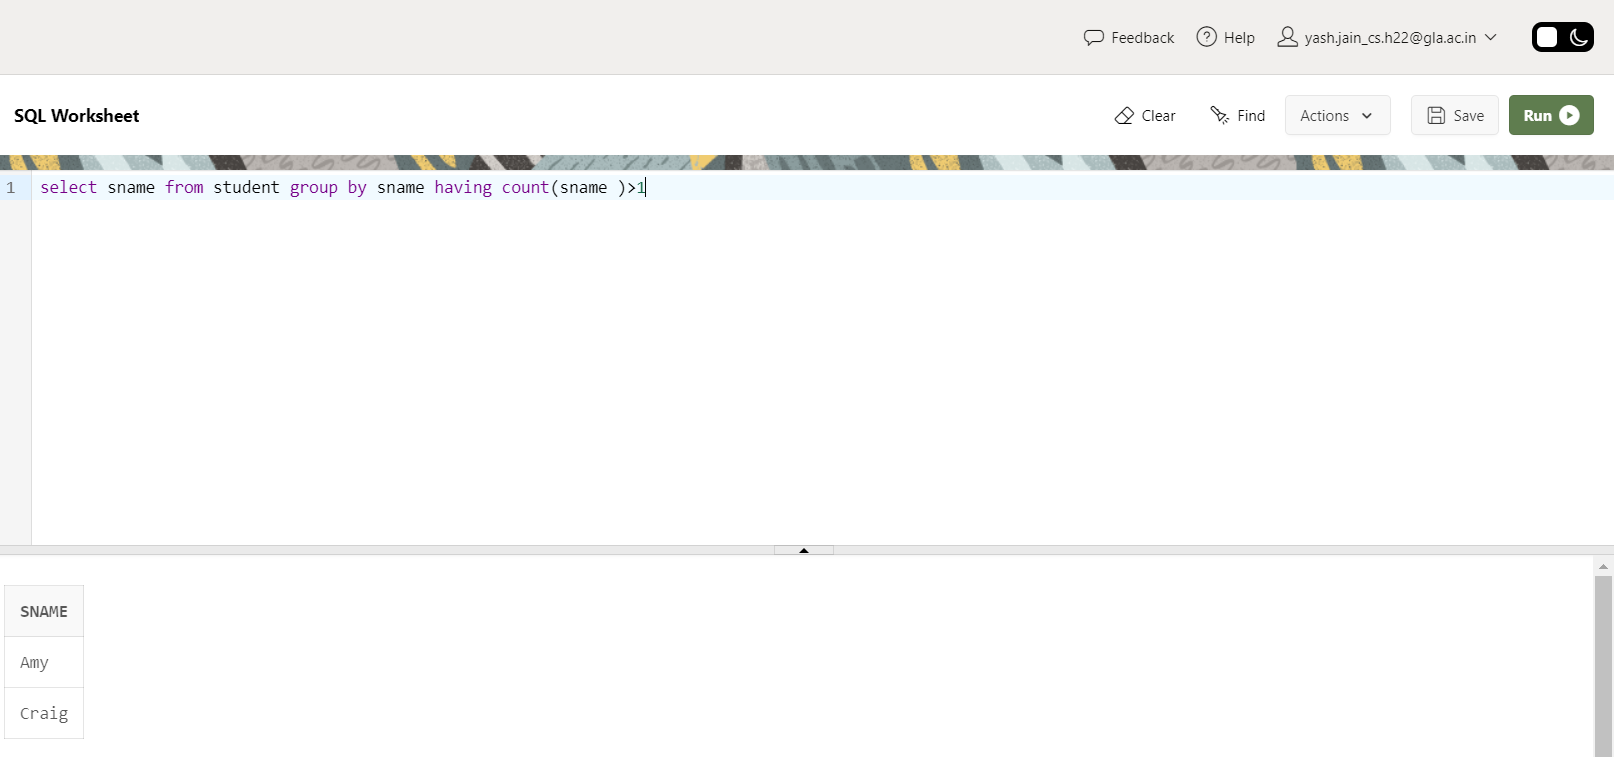 Feedback Help yash.jain_cs.h22@gla.ac.in
SQL Worksheet Clear Find Actions Save Run
1 select sname from student group by sname having count(sname )>1
SNAME
Amy
Craig